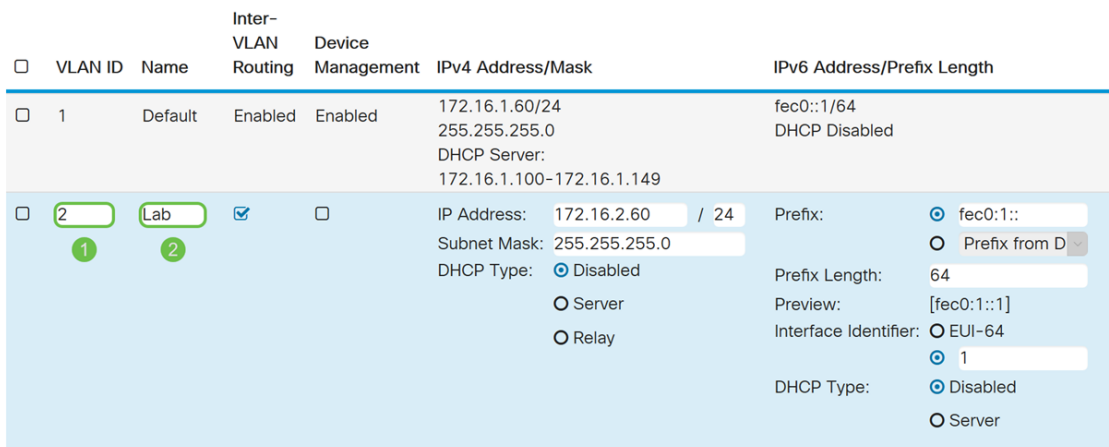 Inter-
VLAN Device
VLAN ID Name Routing Management IPv4 Address/Mask IPv6 Address/Prefix Length
1 Default Enabled Enabled 172.16.1.60/24 fec0::1/64
255.255.255.0 DHCP Disabled
DHCP Server:
172.16.1.100-172.16.1.149
2 Lab IP Address: 172.16.2.60 / 24 Prefix: fec0:1::
1 2 Subnet Mask: 255.255.255.0 Prefix from D
DHCP Type: Disabled Prefix Length: 64
Server Preview: [fec0:1::1]
Relay Interface Identifier: EUI-64
1
DHCP Type: Disabled
Server